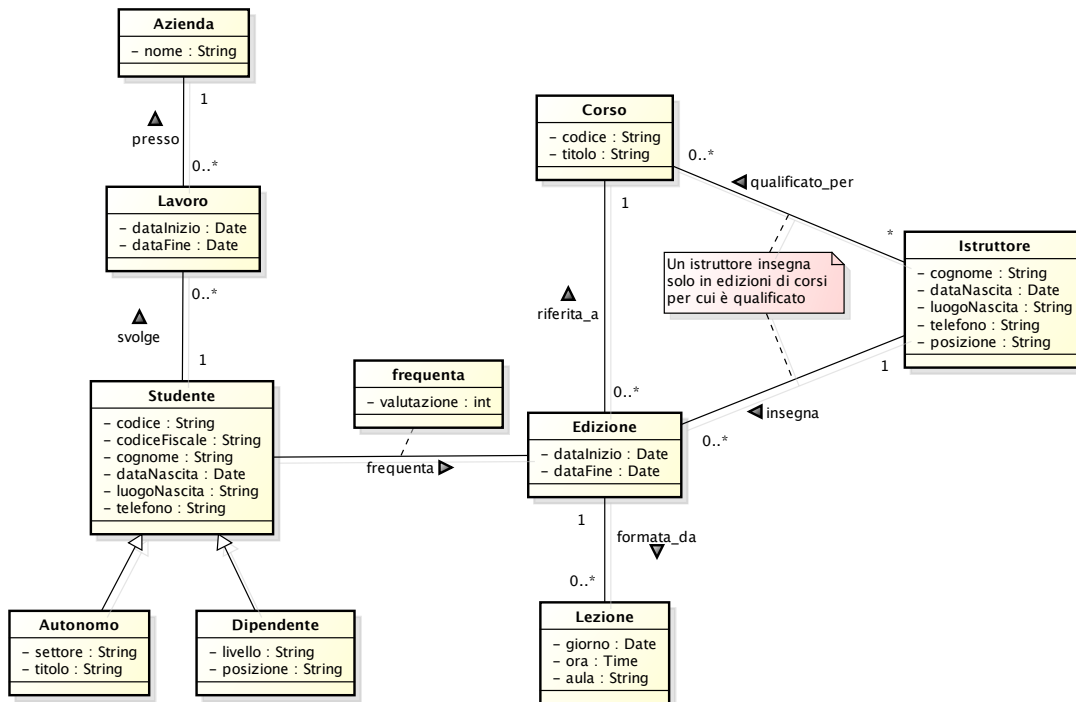 Azienda
– nome : String
1
presso
0..*
Lavoro
– dataInizio : Date
– dataFine : Date
0..*
svolge
1
Studente
– codice : String
– codiceFiscale : String
– cognome : String
– dataNascita : Date
– luogoNascita : String
– telefono : String
Autonomo
– settore : String
– titolo : String
Dipendente
– livello : String
– posizione : String
frequenta
– valutazione : int
frequenta
Corso
– codice : String
– titolo : String
0..*
qualificato_per
*
1
riferita_a
0..*
Un istruttore insegna
solo in edizioni di corsi
per cui è qualificato
Istruttore
– cognome : String
– dataNascita : Date
– luogoNascita : String
– telefono : String
– posizione : String
1
insegna
0..*
Edizione
– dataInizio : Date
– dataFine : Date
1
formata_da
0..*
Lezione
– giorno : Date
– ora : Time
– aula : String